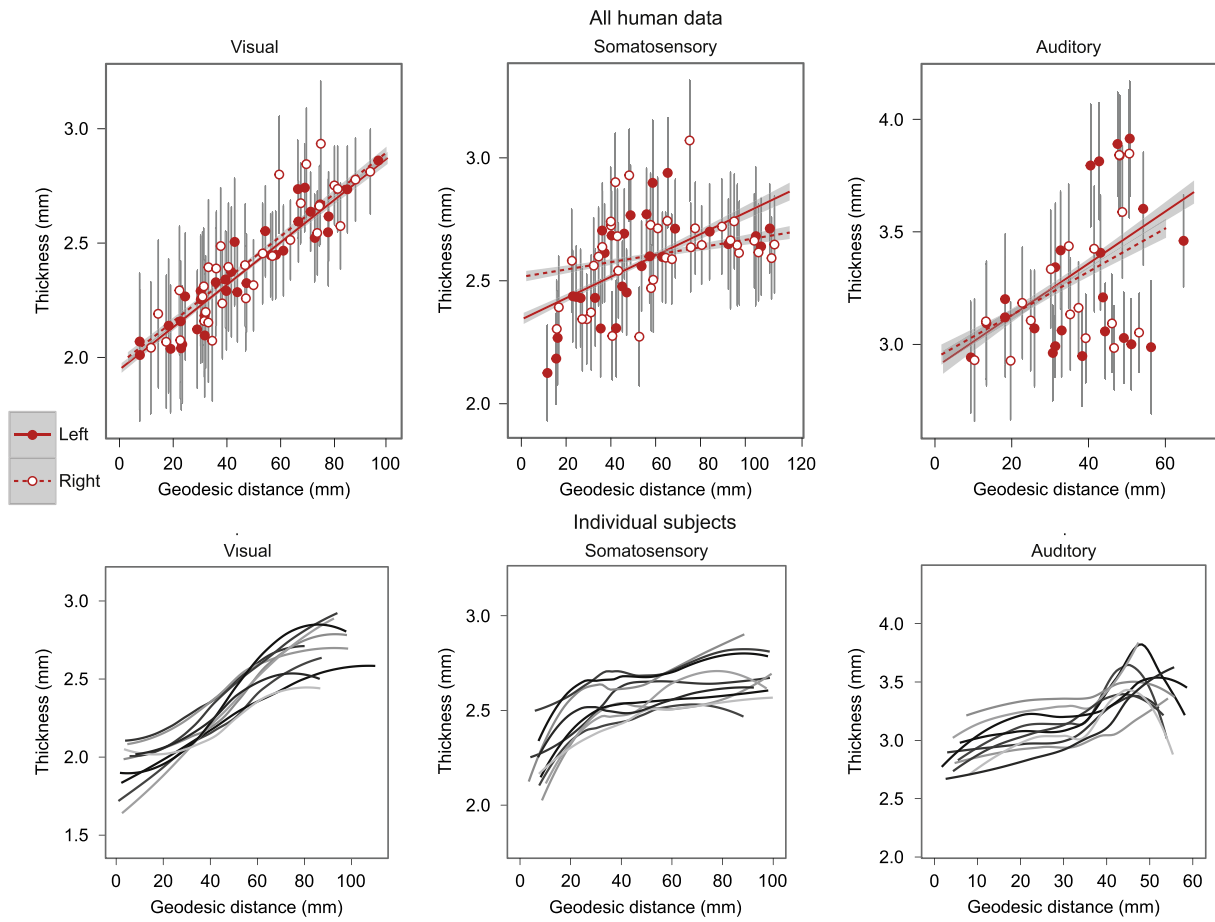 All human data
Visual
Somatosensory
Auditory
3.0
2.5
2.0
Thickness (mm)
0 20 40 60 80 100
Geodesic distance (mm)
3.0
2.5
2.0
Thickness (mm)
0 20 40 60 80 100 120
Geodesic distance (mm)
4.0
3.5
3.0
Thickness (mm)
0 20 40 60
Geodesic distance (mm)
Left
Right
Individual subjects
Visual
Somatosensory
Auditory
3.0
2.5
2.0
1.5
Thickness (mm)
0 20 40 60 80 100
Geodesic distance (mm)
3.0
2.5
2.0
Thickness (mm)
0 20 40 60 80 100
Geodesic distance (mm)
4.0
3.5
3.0
2.5
2.0
Thickness (mm)
0 10 20 30 40 50 60
Geodesic distance (mm)